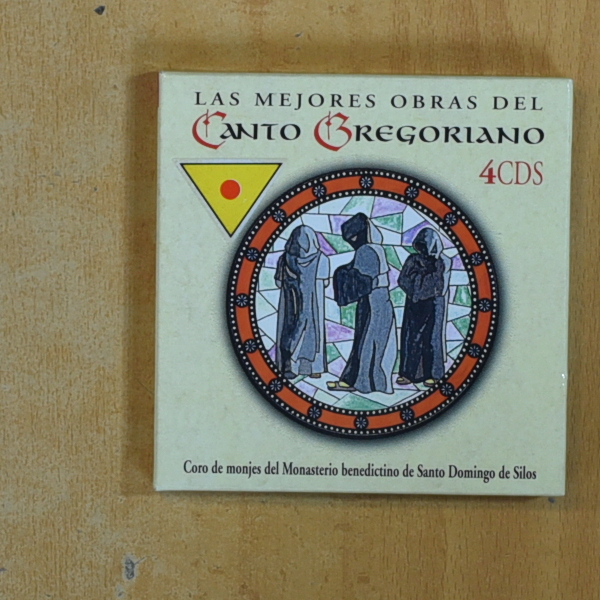 LAS MEJORES OBRAS DEL
CANTO GREGORIANO
4CDS
Coro de monjes del Monasterio benedictino de Santo Domingo de Silos